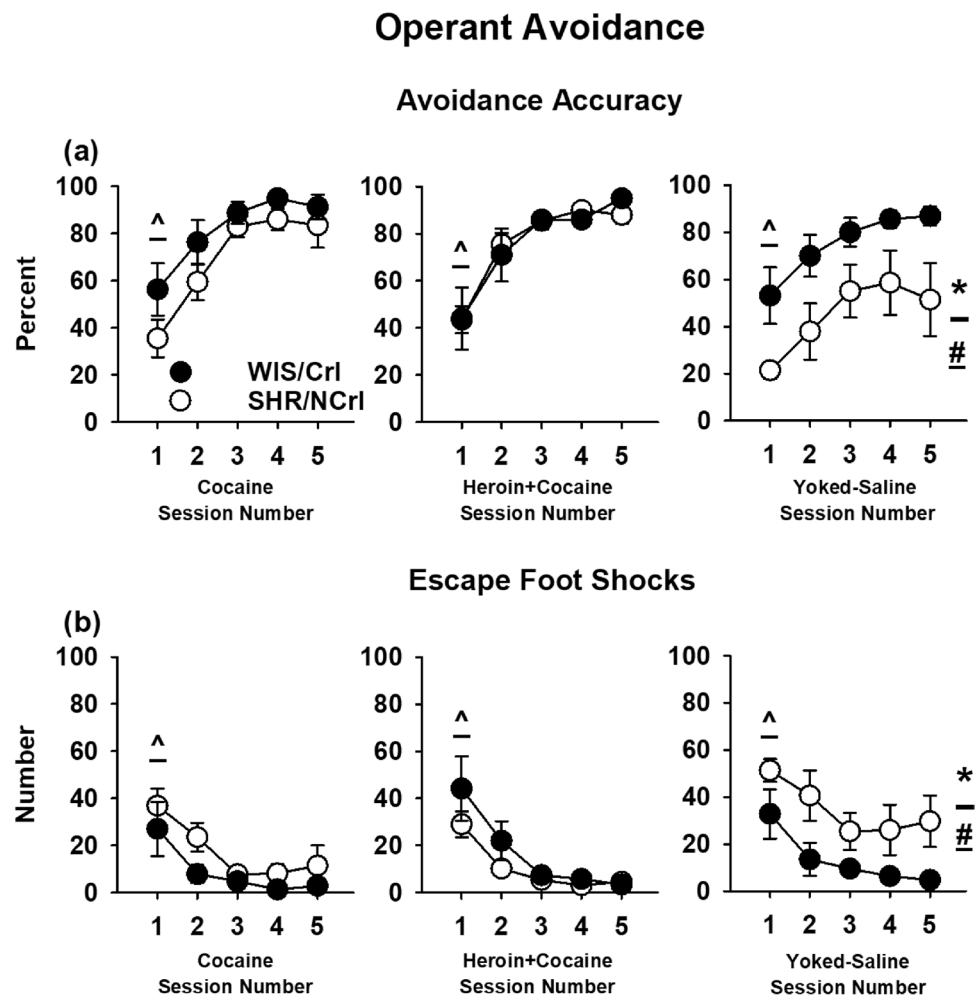 Operant Avoidance
Avoidance Accuracy
(a)
Percent
100
80
60
40
20
0
^
WIS/Crl
SHR/NCrl
1 2 3 4 5
Cocaine
Session Number
100
80
60
40
20
0
^
1 2 3 4 5
Heroin+Cocaine
Session Number
100
80
60
40
20
0
^
*
#
1 2 3 4 5
Yoked-Saline
Session Number
Escape Foot Shocks
(b)
Number
100
80
60
40
20
0
^
1 2 3 4 5
Cocaine
Session Number
100
80
60
40
20
0
^
1 2 3 4 5
Heroin+Cocaine
Session Number
100
80
60
40
20
0
^
*
#
1 2 3 4 5
Yoked-Saline
Session Number